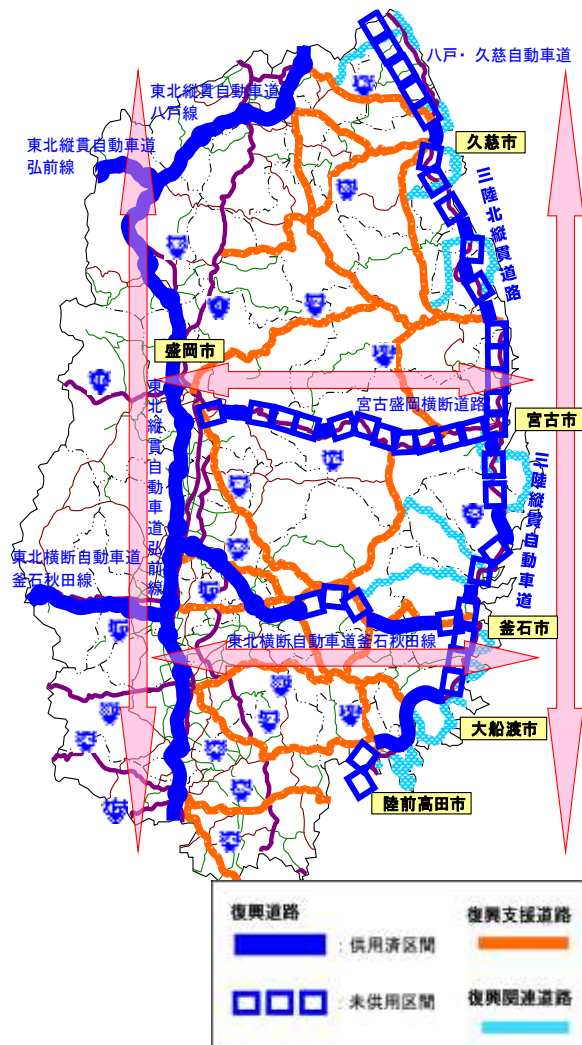 八戸・久慈自動車道
東北縦貫自動車道
八戸線
東北縦貫自動車道
弘前線
久慈市
三陸北縦貫道路
盛岡市
東北縦貫自動車道弘前線
宮古盛岡横断道路
宮古市
三陸縦貫自動車道
東北横断自動車道
釜石秋田線
釜石市
東北横断自動車道釜石秋田線
大船渡市
陸前高田市
復興道路
：供用済区間
：未供用区間
復興支援道路
復興関連道路